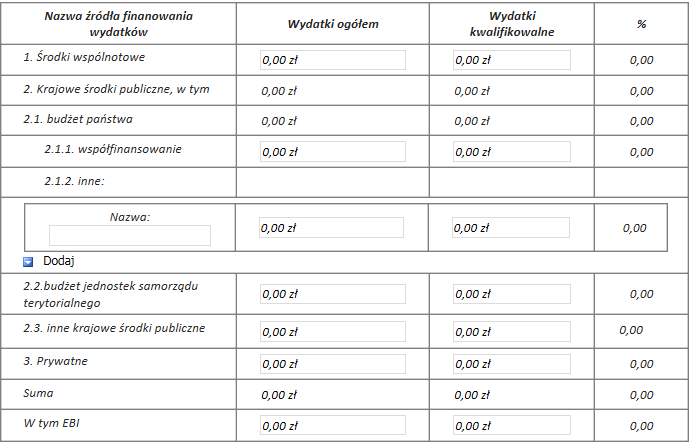 Nazwa źródła finansowania wydatków Wydatki ogółem Wydatki kwalifikowalne %
1. Środki wspólnotowe 0,00 zł 0,00 zł 0,00
2. Krajowe środki publiczne, w tym 0,00 zł 0,00 zł 0,00
2.1. budżet państwa 0,00 zł 0,00 zł 0,00
2.1.1. współfinansowanie 0,00 zł 0,00 zł 0,00
2.1.2. inne:
Nazwa: 0,00 zł 0,00 zł 0,00
Dodaj
2.2.budżet jednostek samorządu terytorialnego 0,00 zł 0,00 zł 0,00
2.3. inne krajowe środki publiczne 0,00 zł 0,00 zł 0,00
3. Prywatne 0,00 zł 0,00 zł 0,00
Suma 0,00 zł 0,00 zł 0,00
W tym EBI 0,00 zł 0,00 zł 0,00